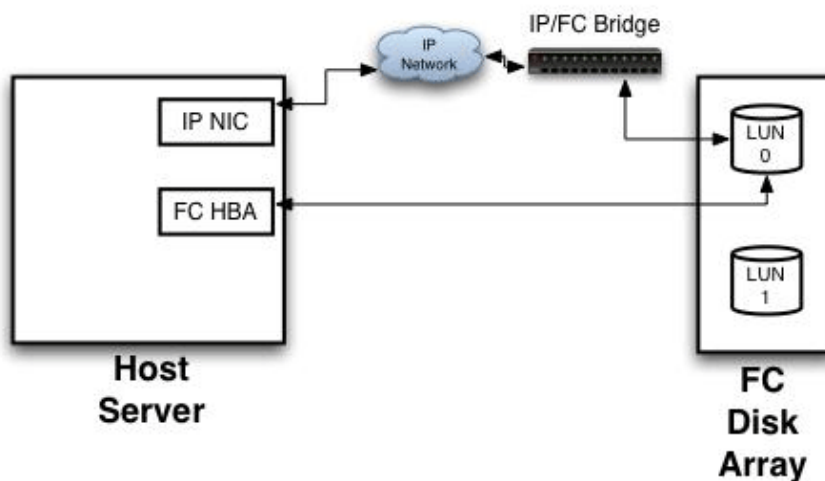 IP/FC Bridge
IP
Network
IP NIC
FC HBA
LUN
0
LUN
1
Host
Server
FC
Disk
Array